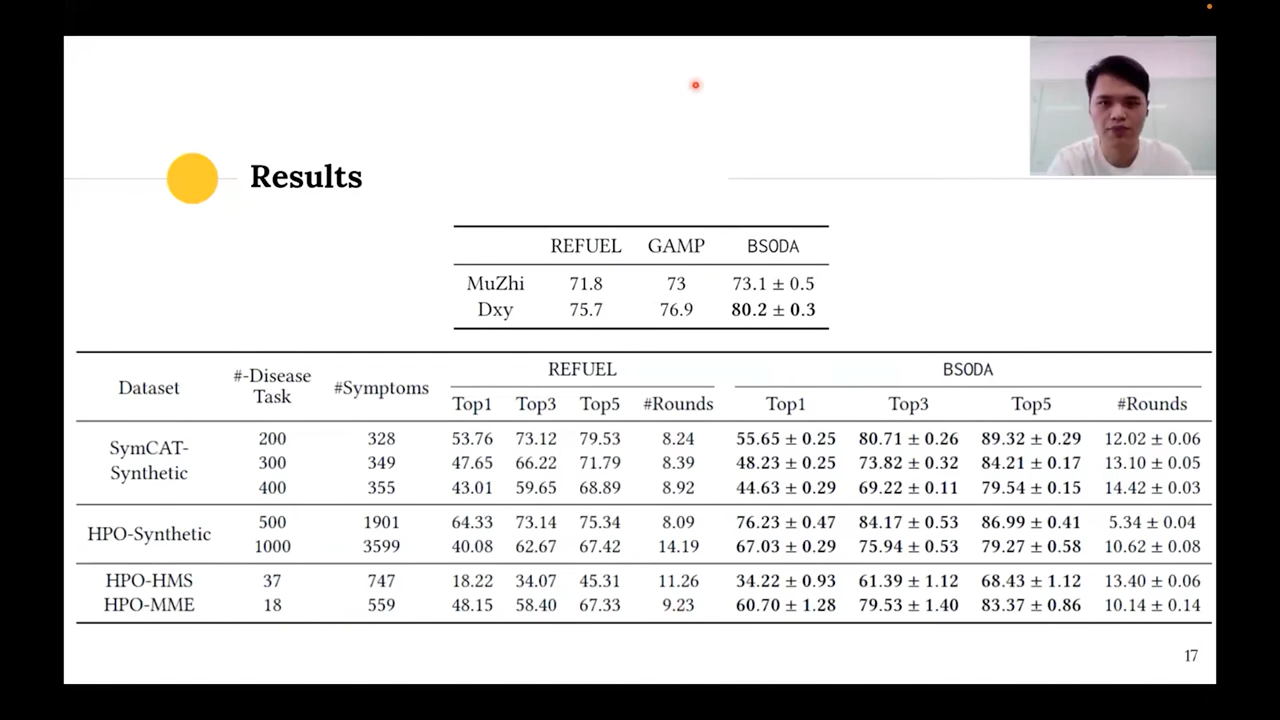 Results
REFUEL GAMP BSODA
MuZhi 71.8 73 73.1 ± 0.5
Dxy 75.7 76.9 80.2 ± 0.3
Dataset #-Disease Task #Symptoms REFUEL BSODA
Top1 Top3 Top5 #Rounds Top1 Top3 Top5 #Rounds
SymCAT-Synthetic
200 328 53.76 73.12 79.53 8.24 55.65 ± 0.25 80.71 ± 0.26 89.32 ± 0.29 12.02 ± 0.06
300 349 47.65 66.22 71.79 8.39 48.23 ± 0.25 73.82 ± 0.32 84.21 ± 0.17 13.10 ± 0.05
400 355 43.01 59.65 68.89 8.92 44.63 ± 0.29 69.22 ± 0.11 79.54 ± 0.15 14.42 ± 0.03
HPO-Synthetic
500 1901 64.33 73.14 75.34 8.09 76.23 ± 0.47 84.17 ± 0.53 86.99 ± 0.41 5.34 ± 0.04
1000 3599 40.08 62.67 67.42 14.19 67.03 ± 0.29 75.94 ± 0.53 79.27 ± 0.58 10.62 ± 0.08
HPO-HMS 37 747 18.22 34.07 45.31 11.26 34.22 ± 0.93 61.39 ± 1.12 68.43 ± 1.12 13.40 ± 0.06
HPO-MME 18 559 48.15 58.40 67.33 9.23 60.70 ± 1.28 79.53 ± 1.40 83.37 ± 0.86 10.14 ± 0.14
17